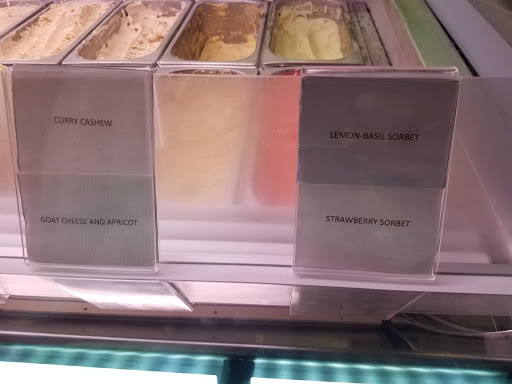 CURRY CASHEW
GOAT CHEESE AND APRICOT
LEMON-BASIL SORBET
STRAWBERRY SORBET